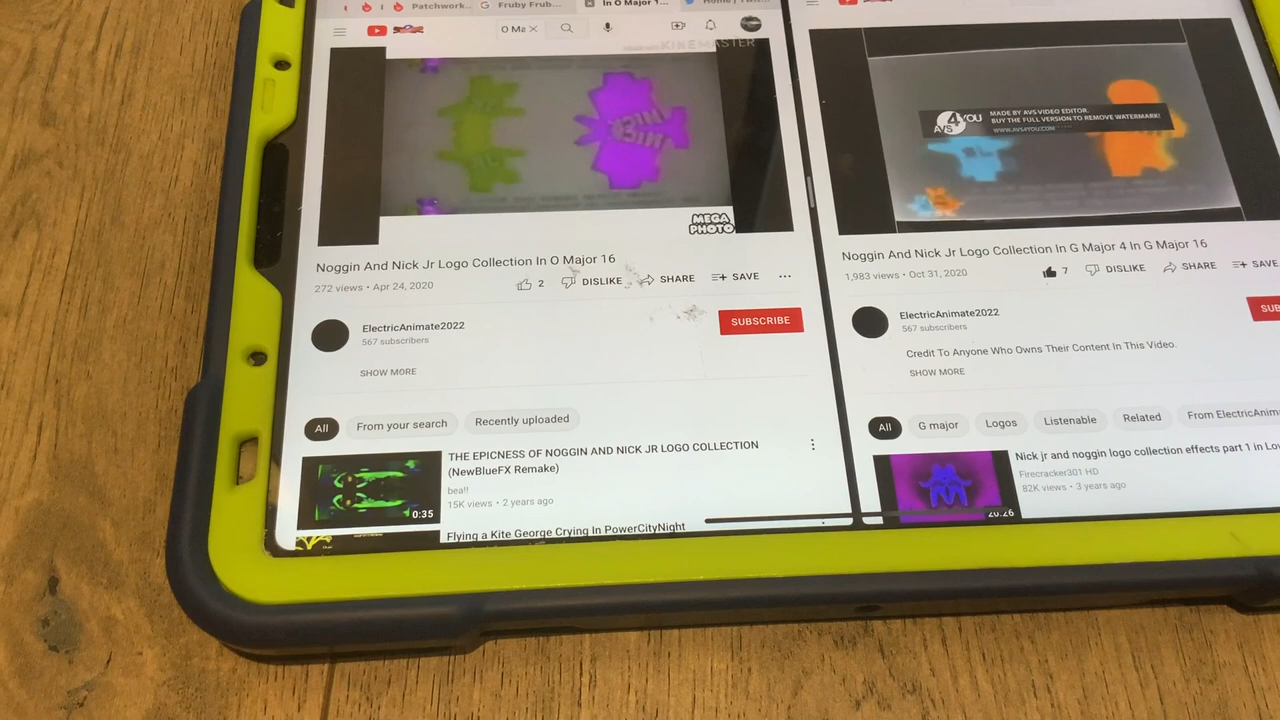 Patchwork..
G Fruby Frub...
In O Major 1...
O Ma
KINEMASTER
MEGA
PHOTO
Noggin And Nick Jr Logo Collection In O Major 16
272 views • Apr 24, 2020
2 DISLIKE SHARE SAVE ...
ElectricAnimate2022
567 subscribers
SUBSCRIBE
SHOW MORE
All From your search Recently uploaded
THE EPICNESS OF NOGGIN AND NICK JR LOGO COLLECTION
(NewBlueFX Remake)
bea!!
15K views • 2 years ago
0:35
Flying a Kite George Crying In PowerCityNight
AVS4YOU
MADE BY AVS VIDEO EDITOR.
BUY THE FULL VERSION TO REMOVE WATERMARK!
WWW.AVS4YOU.COM
Noggin And Nick Jr Logo Collection In G Major 4 In G Major 16
1,983 views • Oct 31, 2020
7 DISLIKE SHARE SAVE
ElectricAnimate2022
567 subscribers
SUB
Credit To Anyone Who Owns Their Content In This Video.
SHOW MORE
All G major Logos Listenable Related From ElectricAnim
Nick jr and noggin logo collection effects part 1 in Lo
Firecracker301 HD
82K views • 3 years ago
20:26